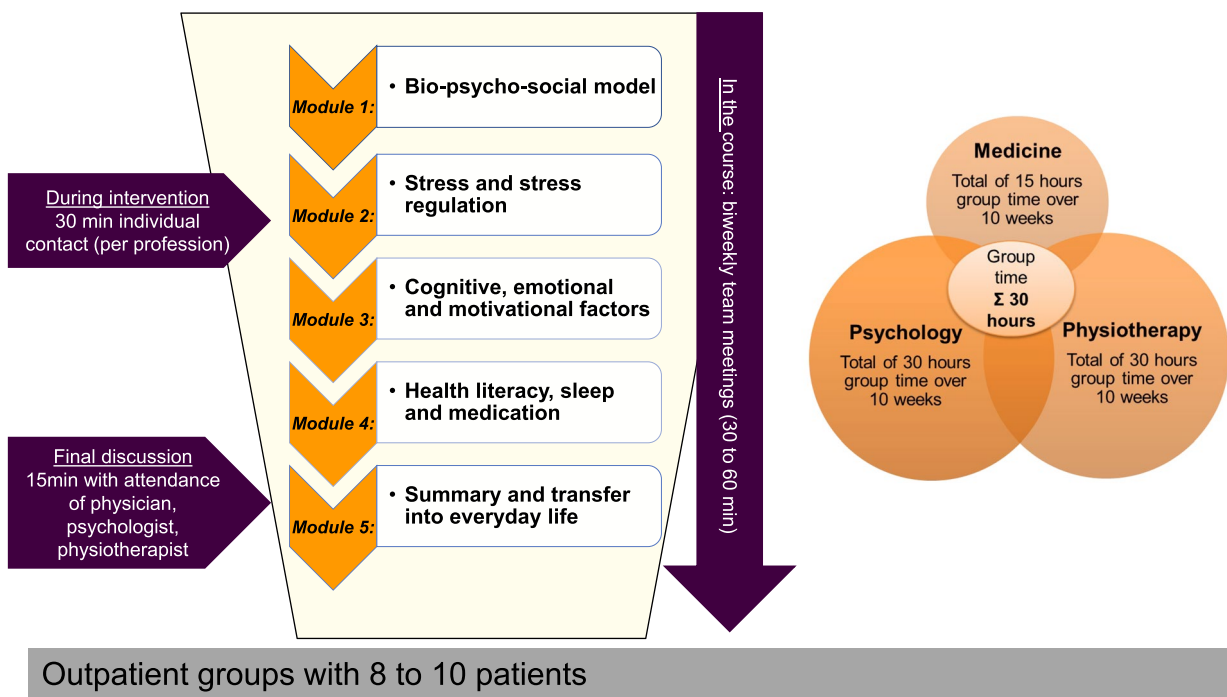 Module 1:
• Bio-psycho-social model
Module 2:
• Stress and stress
regulation
Module 3:
• Cognitive, emotional
and motivational factors
Module 4:
• Health literacy, sleep
and medication
Module 5:
• Summary and transfer
into everyday life
During intervention
30 min individual
contact (per profession)
Final discussion
15min with attendance
of physician,
psychologist,
physiotherapist
In the course: biweekly team meetings (30 to 60 min)
Medicine
Total of 15 hours
group time over
10 weeks
Group
time
Σ 30
hours
Psychology
Total of 30 hours
group time over
10 weeks
Physiotherapy
Total of 30 hours
group time over
10 weeks
Outpatient groups with 8 to 10 patients